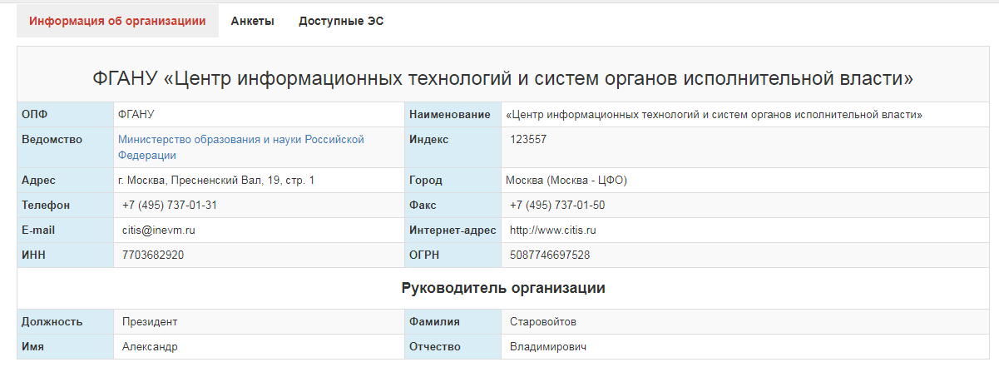 Информация об организациии Анкеты Доступные ЭС
ФГАНУ «Центр информационных технологий и систем органов исполнительной власти»
ОПФ ФГАНУ Наименование «Центр информационных технологий и систем органов исполнительной власти»
Ведомство Министерство образования и науки Российской Индекс 123557
Федерации
Адрес г. Москва, Пресненский Вал, 19, стр. 1 Город Москва (Москва - ЦФО)
Телефон +7 (495) 737-01-31 Факс +7 (495) 737-01-50
E-mail citis@inevm.ru Интернет-адрес http://www.citis.ru
ИНН 7703682920 ОГРН 5087746697528
Руководитель организации
Должность Президент Фамилия Старовойтов
Имя Александр Отчество Владимирович